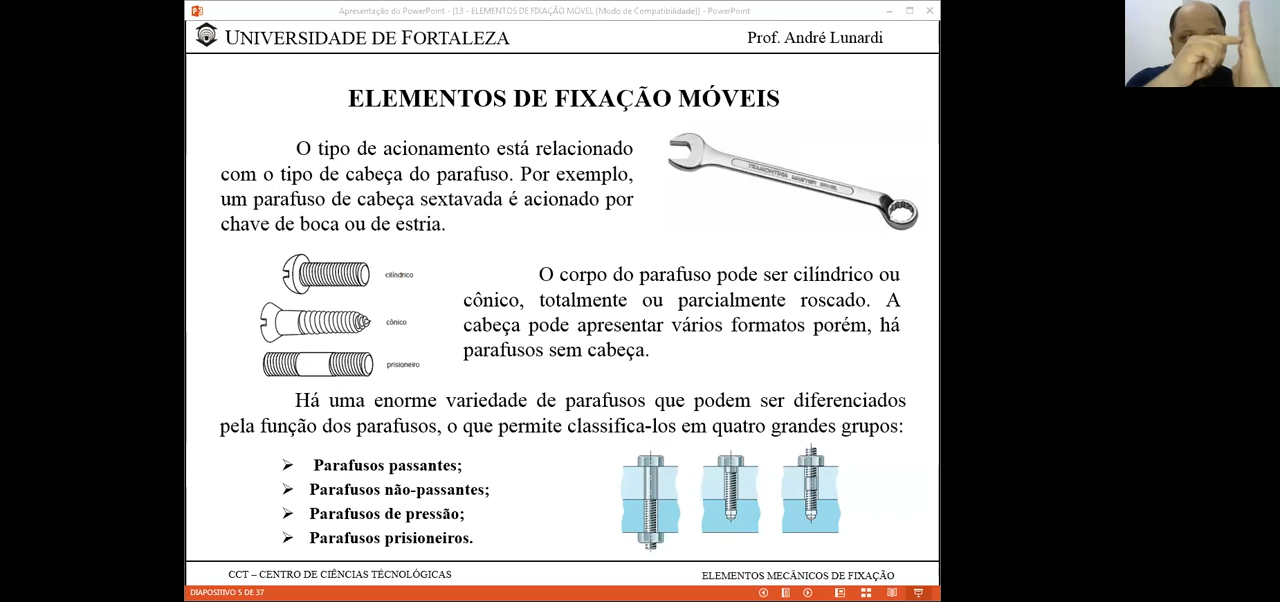 Apresentação do PowerPoint - [13 - ELEMENTOS DE FIXAÇÃO MÓVEL [Modo de Compatibilidade]] - PowerPoint
UNIVERSIDADE DE FORTALEZA
Prof. André Lunardi
ELEMENTOS DE FIXAÇÃO MÓVEIS
O tipo de acionamento está relacionado
com o tipo de cabeça do parafuso. Por exemplo,
um parafuso de cabeça sextavada é acionado por
chave de boca ou de estria.
TRAMONTINA
cilíndrico
cônico
prisioneiro
O corpo do parafuso pode ser cilíndrico ou
cônico, totalmente ou parcialmente roscado. A
cabeça pode apresentar vários formatos porém, há
parafusos sem cabeça.
Há uma enorme variedade de parafusos que podem ser diferenciados
pela função dos parafusos, o que permite classifica-los em quatro grandes grupos:
Parafusos passantes;
Parafusos não-passantes;
Parafusos de pressão;
Parafusos prisioneiros.
CCT – CENTRO DE CIÊNCIAS TÉCNOLÓGICAS
ELEMENTOS MECÂNICOS DE FIXAÇÃO
DIAPOSITIVO 5 DE 37